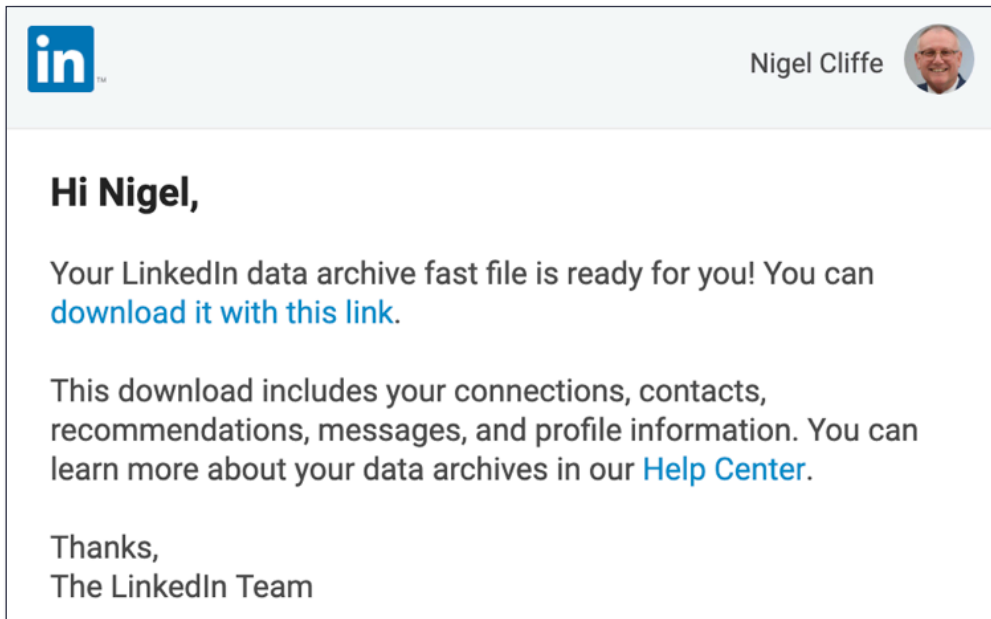 in TM
Nigel Cliffe
Hi Nigel,
Your LinkedIn data archive fast file is ready for you! You can
download it with this link.
This download includes your connections, contacts,
recommendations, messages, and profile information. You can
learn more about your data archives in our Help Center.
Thanks,
The LinkedIn Team